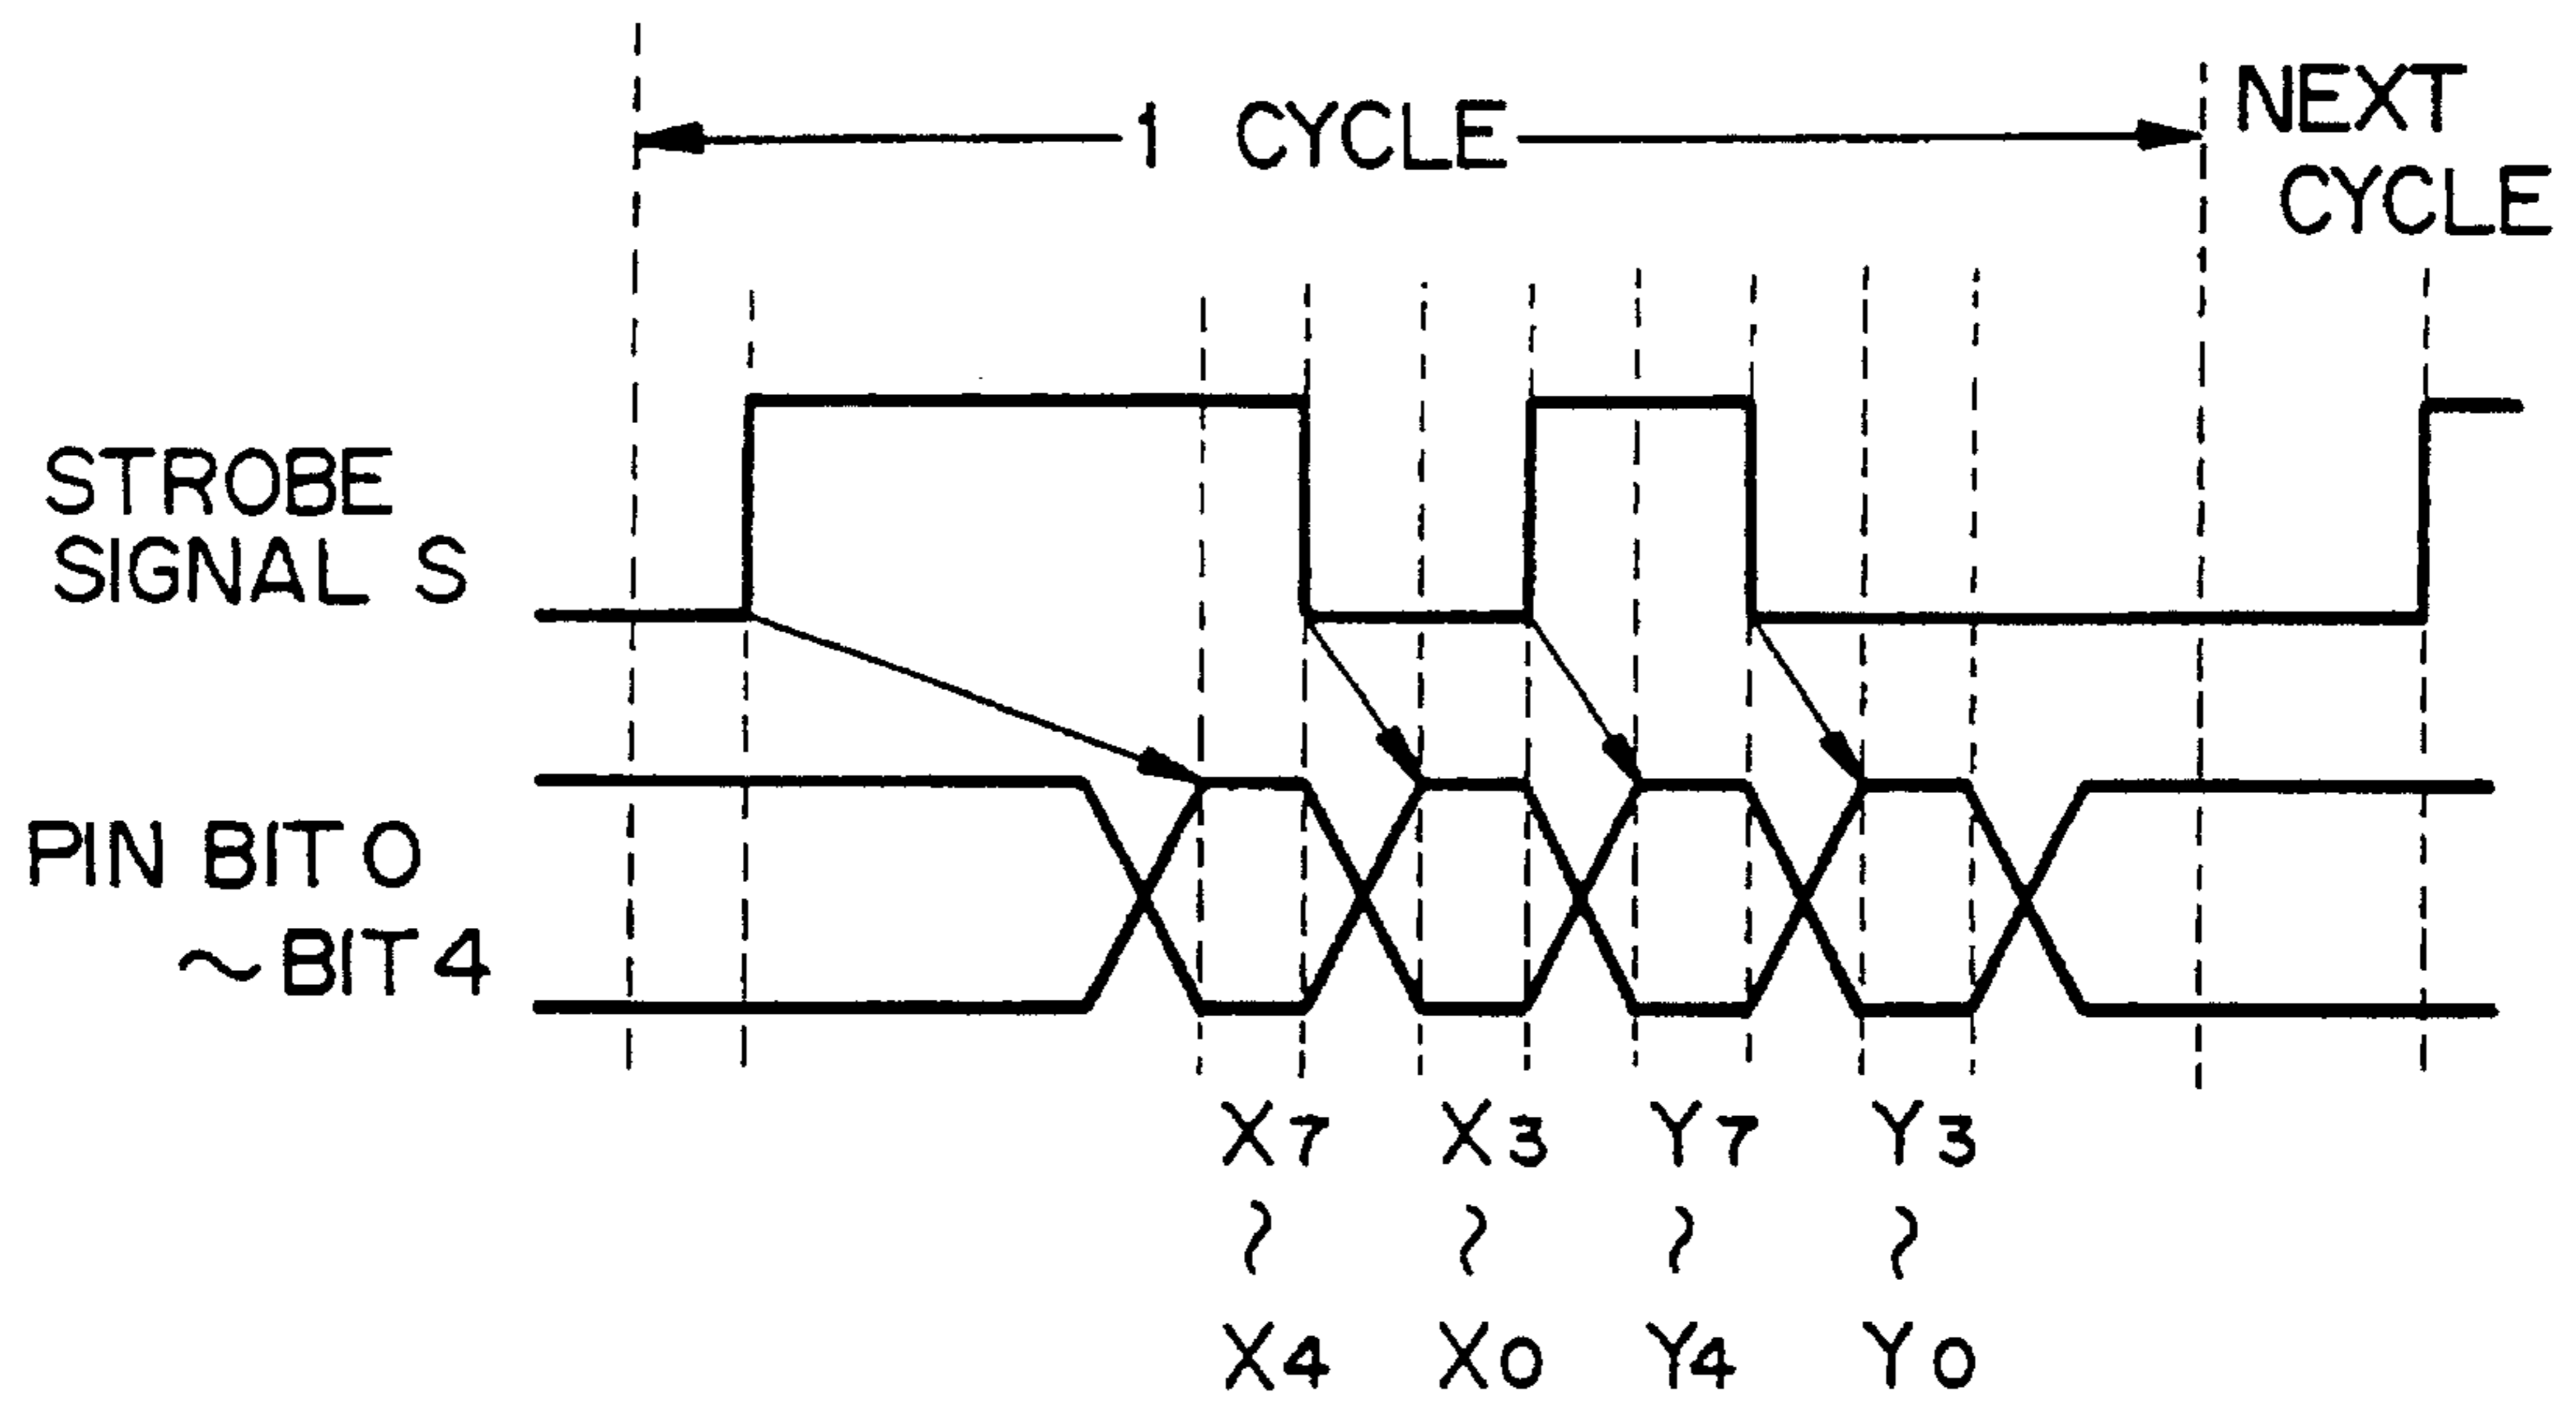 1 CYCLE
NEXT
CYCLE
STROBE
SIGNAL S
PIN BIT 0
~BIT 4
X7 X3 Y7 Y3
~ ~ ~ ~
X4 X0 Y4 Y0